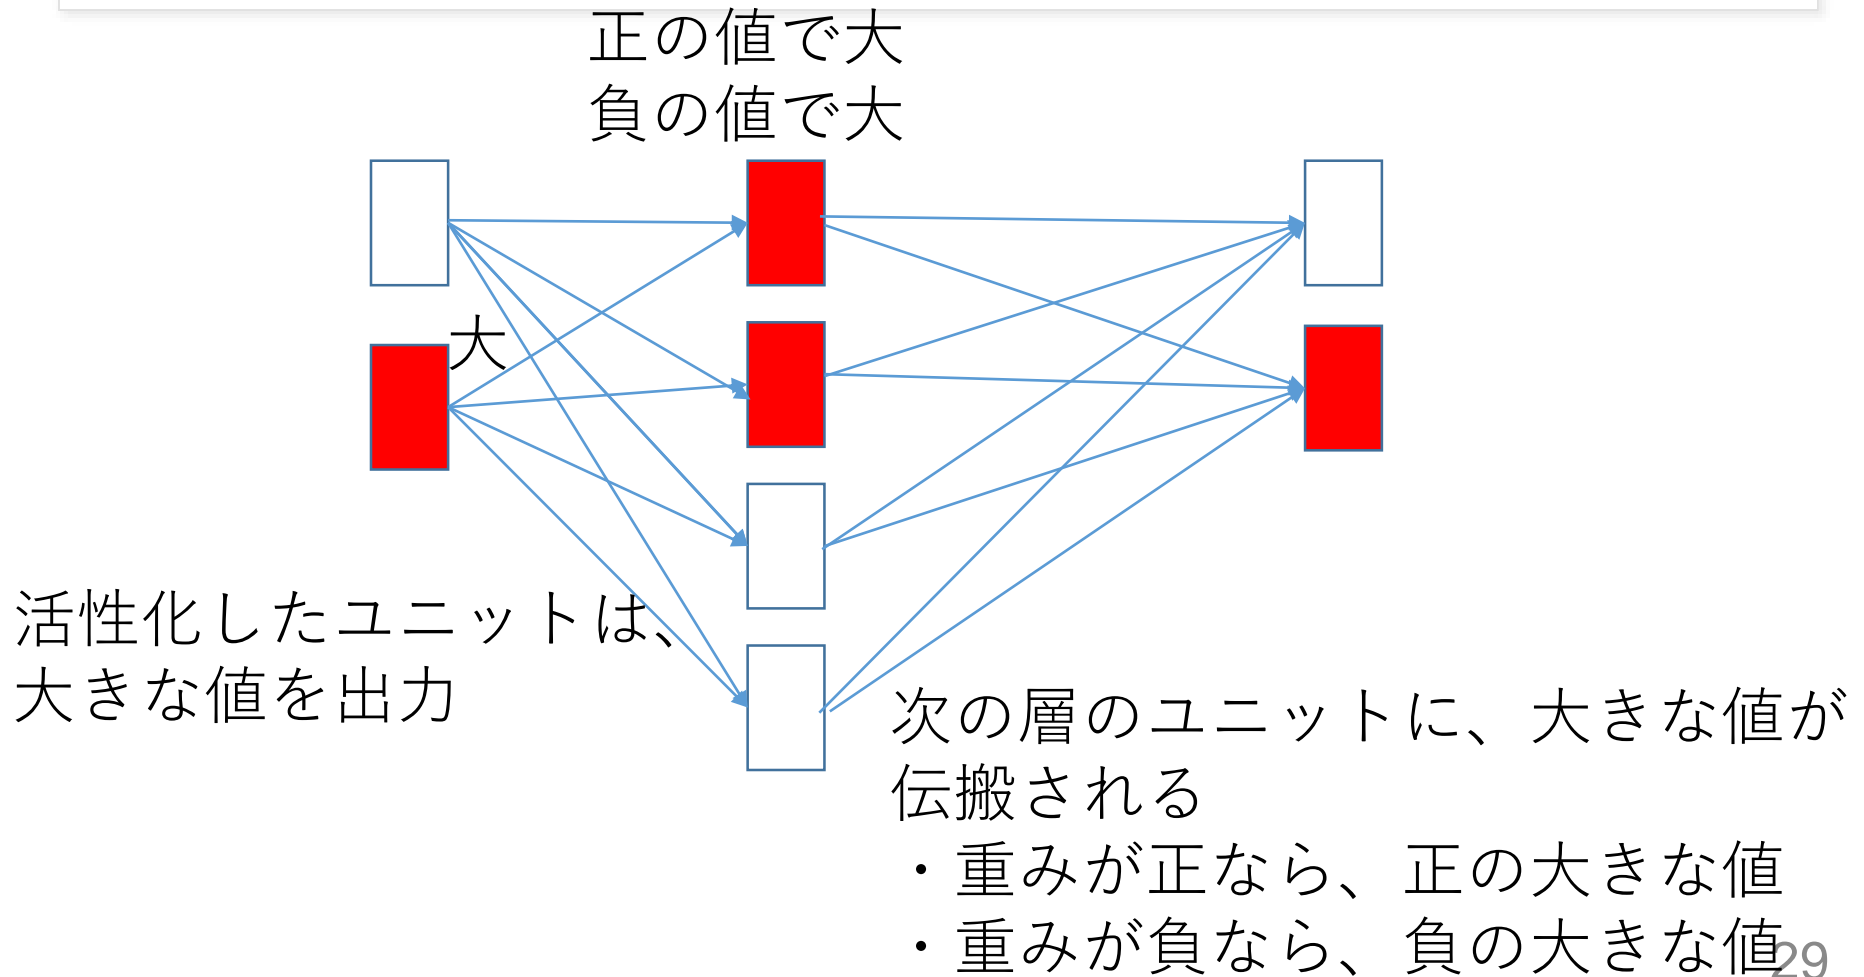 正の値で大
負の値で大
大
活性化したユニットは、
大きな値を出力
次の層のユニットに、大きな値が
伝搬される
・重みが正なら、正の大きな値
・重みが負なら、負の大きな値
29